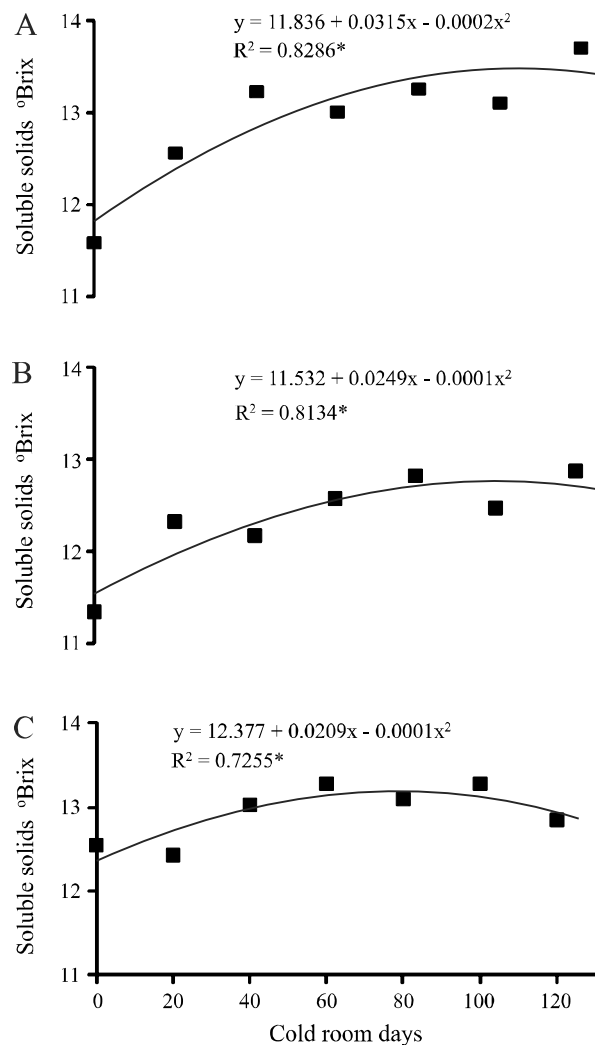 A
y = 11.836 + 0.0315x - 0.0002x²
R² = 0.8286*
Soluble solids ºBrix
14
13
12
11
B
y = 11.532 + 0.0249x - 0.0001x²
R² = 0.8134*
Soluble solids ºBrix
14
13
12
11
C
y = 12.377 + 0.0209x - 0.0001x²
R² = 0.7255*
Soluble solids ºBrix
14
13
12
11
0 20 40 60 80 100 120
Cold room days